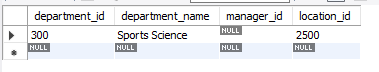 department_id department_name manager_id location_id
300 Sports Science NULL 2500
NULL NULL NULL NULL